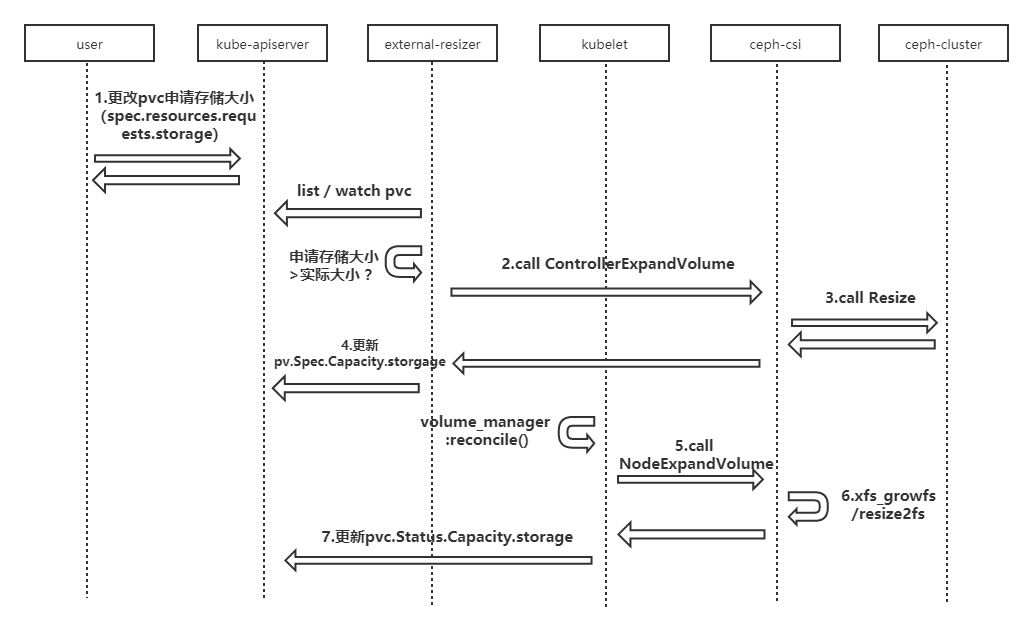 user
kube-apiserver
external-resizer
kubelet
ceph-csi
ceph-cluster
1.更改pvc申请存储大小
（spec.resources.requ
ests.storage）
list / watch pvc
申请存储大小
>实际大小？
2.call ControllerExpandVolume
3.call Resize
4.更新
pv.Spec.Capacity.storgage
volume_manager
:reconcile()
5.call
NodeExpandVolume
6.xfs_growfs
/resize2fs
7.更新pvc.Status.Capacity.storage